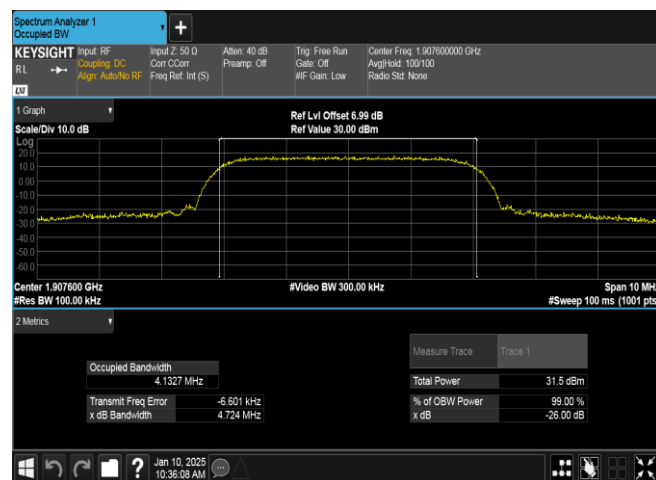 Spectrum Analyzer 1
Occupied BW
KEYSIGHT
RL
LXI
Input: RF
Coupling: DC
Align: Auto/No RF
Input Z: 50 Ω
Corr CCorr
Freq Ref: Int (S)
Atten: 40 dB
Preamp: Off
Trig: Free Run
Gate: Off
#IF Gain: Low
Center Freq: 1.907600000 GHz
Avg|Hold: 100/100
Radio Std: None
1 Graph
Scale/Div 10.0 dB
Ref Lvl Offset 6.99 dB
Ref Value 30.00 dBm
Log
20.0
10.0
0.00
-10.0
-20.0
-30.0
-40.0
-50.0
-60.0
Center 1.907600 GHz
#Res BW 100.00 kHz
#Video BW 300.00 kHz
Span 10 MHz
#Sweep 100 ms (1001 pts)
2 Metrics
Measure Trace Trace 1
Occupied Bandwidth
4.1327 MHz
Total Power 31.5 dBm
Transmit Freq Error -6.601 kHz
% of OBW Power 99.00 %
x dB Bandwidth 4.724 MHz
x dB -26.00 dB
?
Jan 10, 2025
10:36:08 AM